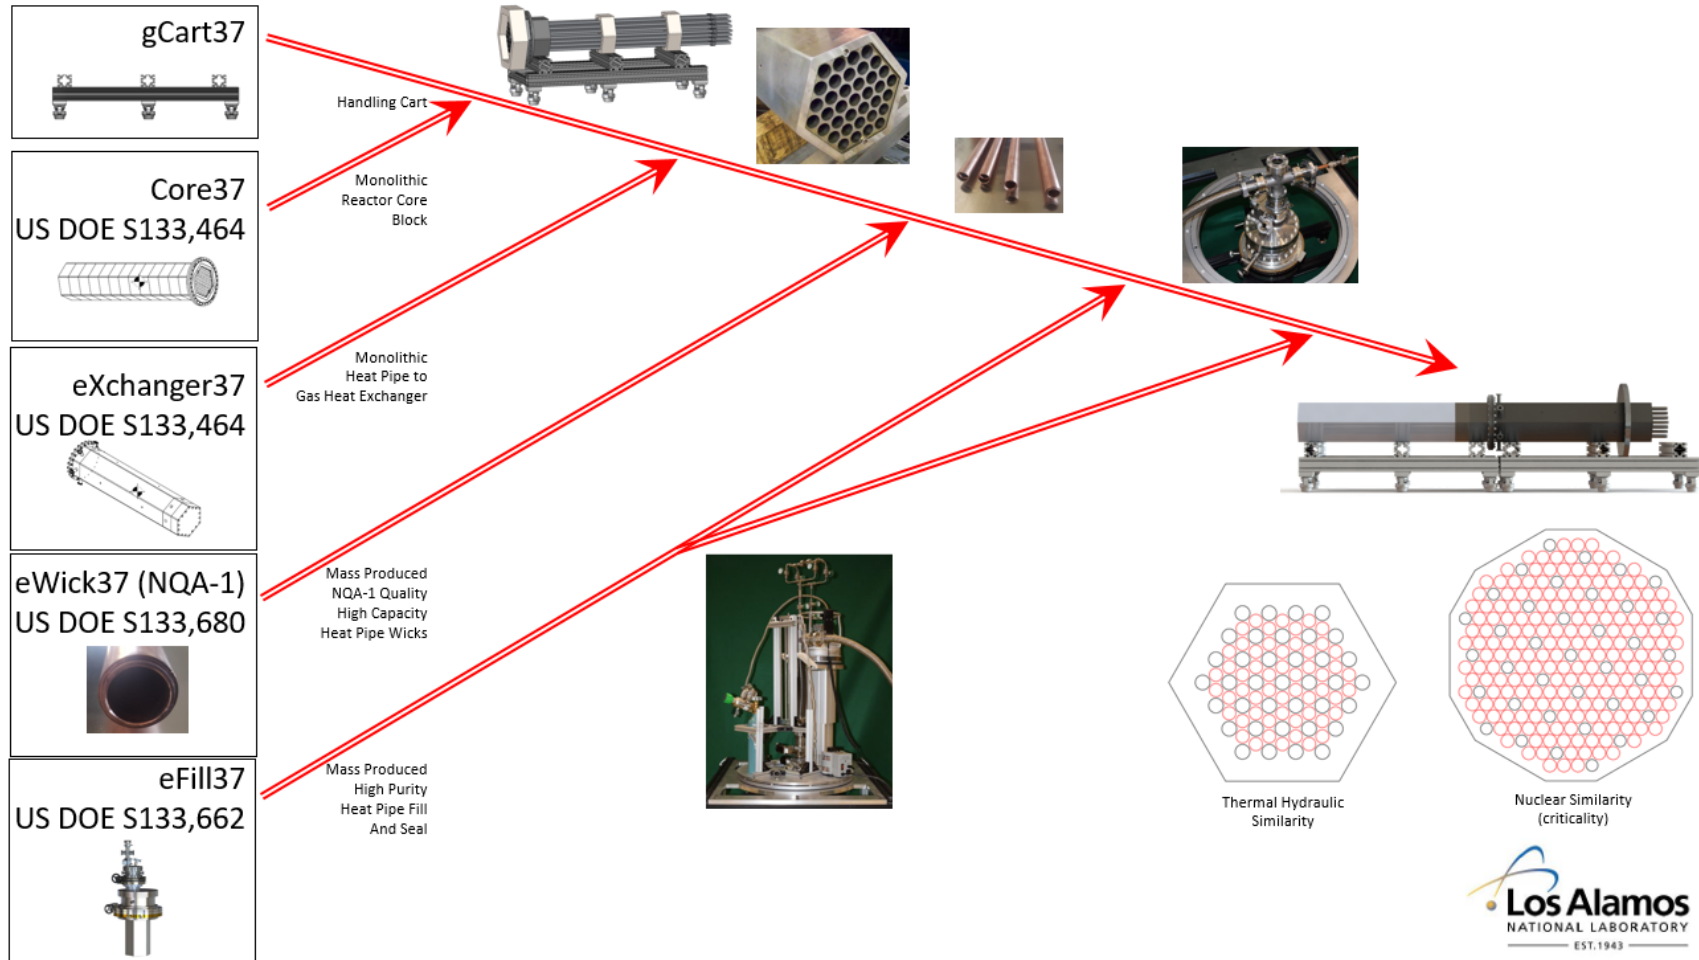 gCart37
Handling Cart
Core37
US DOE S133,464
Monolithic
Reactor Core
Block
eXchanger37
US DOE S133,464
Monolithic
Heat Pipe to
Gas Heat Exchanger
eWick37 (NQA-1)
US DOE S133,680
Mass Produced
NQA-1 Quality
High Capacity
Heat Pipe Wicks
eFill37
US DOE S133,662
Mass Produced
High Purity
Heat Pipe Fill
And Seal
Thermal Hydraulic
Similarity
Nuclear Similarity
(criticality)
Los Alamos
NATIONAL LABORATORY
EST.1943